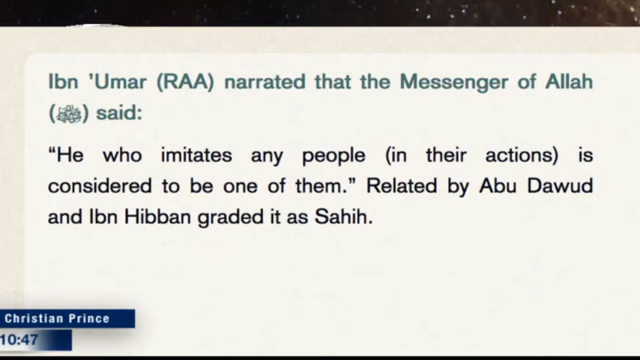 Ibn ’Umar (RAA) narrated that the Messenger of Allah
(ﷺ) said:
“He who imitates any people (in their actions) is
considered to be one of them.” Related by Abu Dawud
and Ibn Hibban graded it as Sahih.
Christian Prince
10:47